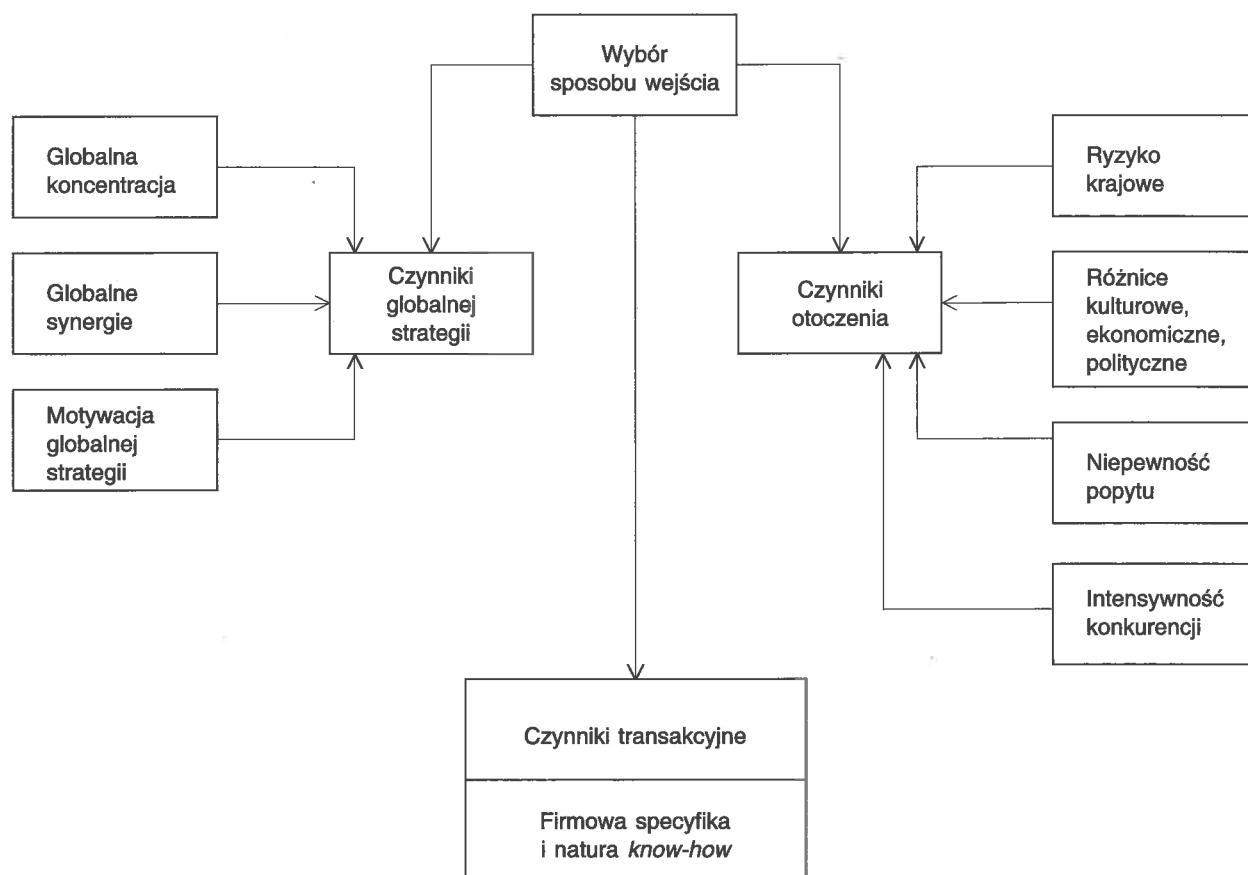 Wybór
sposobu wejścia
Globalna
koncentracja
Ryzyko
krajowe
Globalne
synergie
Czynniki
globalnej
strategii
Czynniki
otoczenia
Różnice
kulturowe,
ekonomiczne,
polityczne
Motywacja
globalnej
strategii
Niepewność
popytu
Intensywność
konkurencji
Czynniki transakcyjne
Firmowa specyfika
i natura know-how